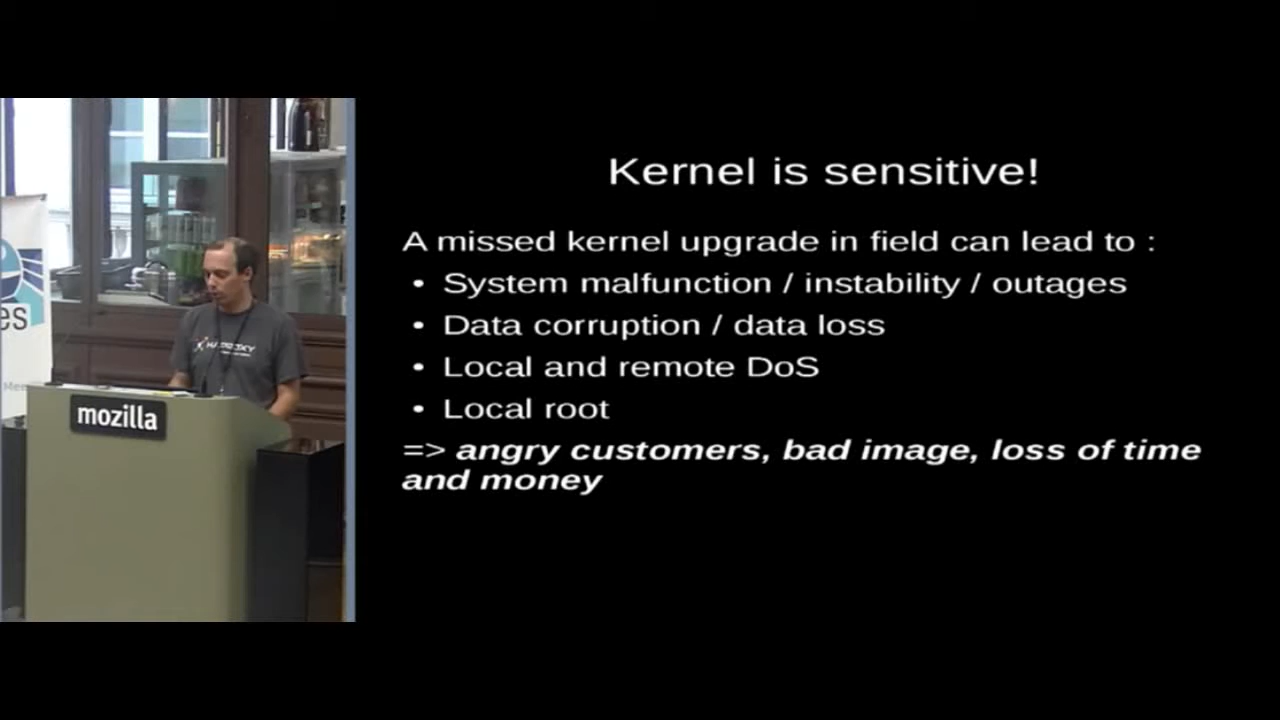 Kernel is sensitive!
A missed kernel upgrade in field can lead to :
• System malfunction / instability / outages
• Data corruption / data loss
• Local and remote DoS
• Local root
=> angry customers, bad image, loss of time
and money
es
mozilla